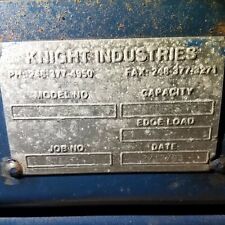 KNIGHT INDUSTRIES
PH: 248-377-4950 FAX: 248-377-4271
MODEL NO. CAPACITY
EDGE LOAD
JOB NO. DATE